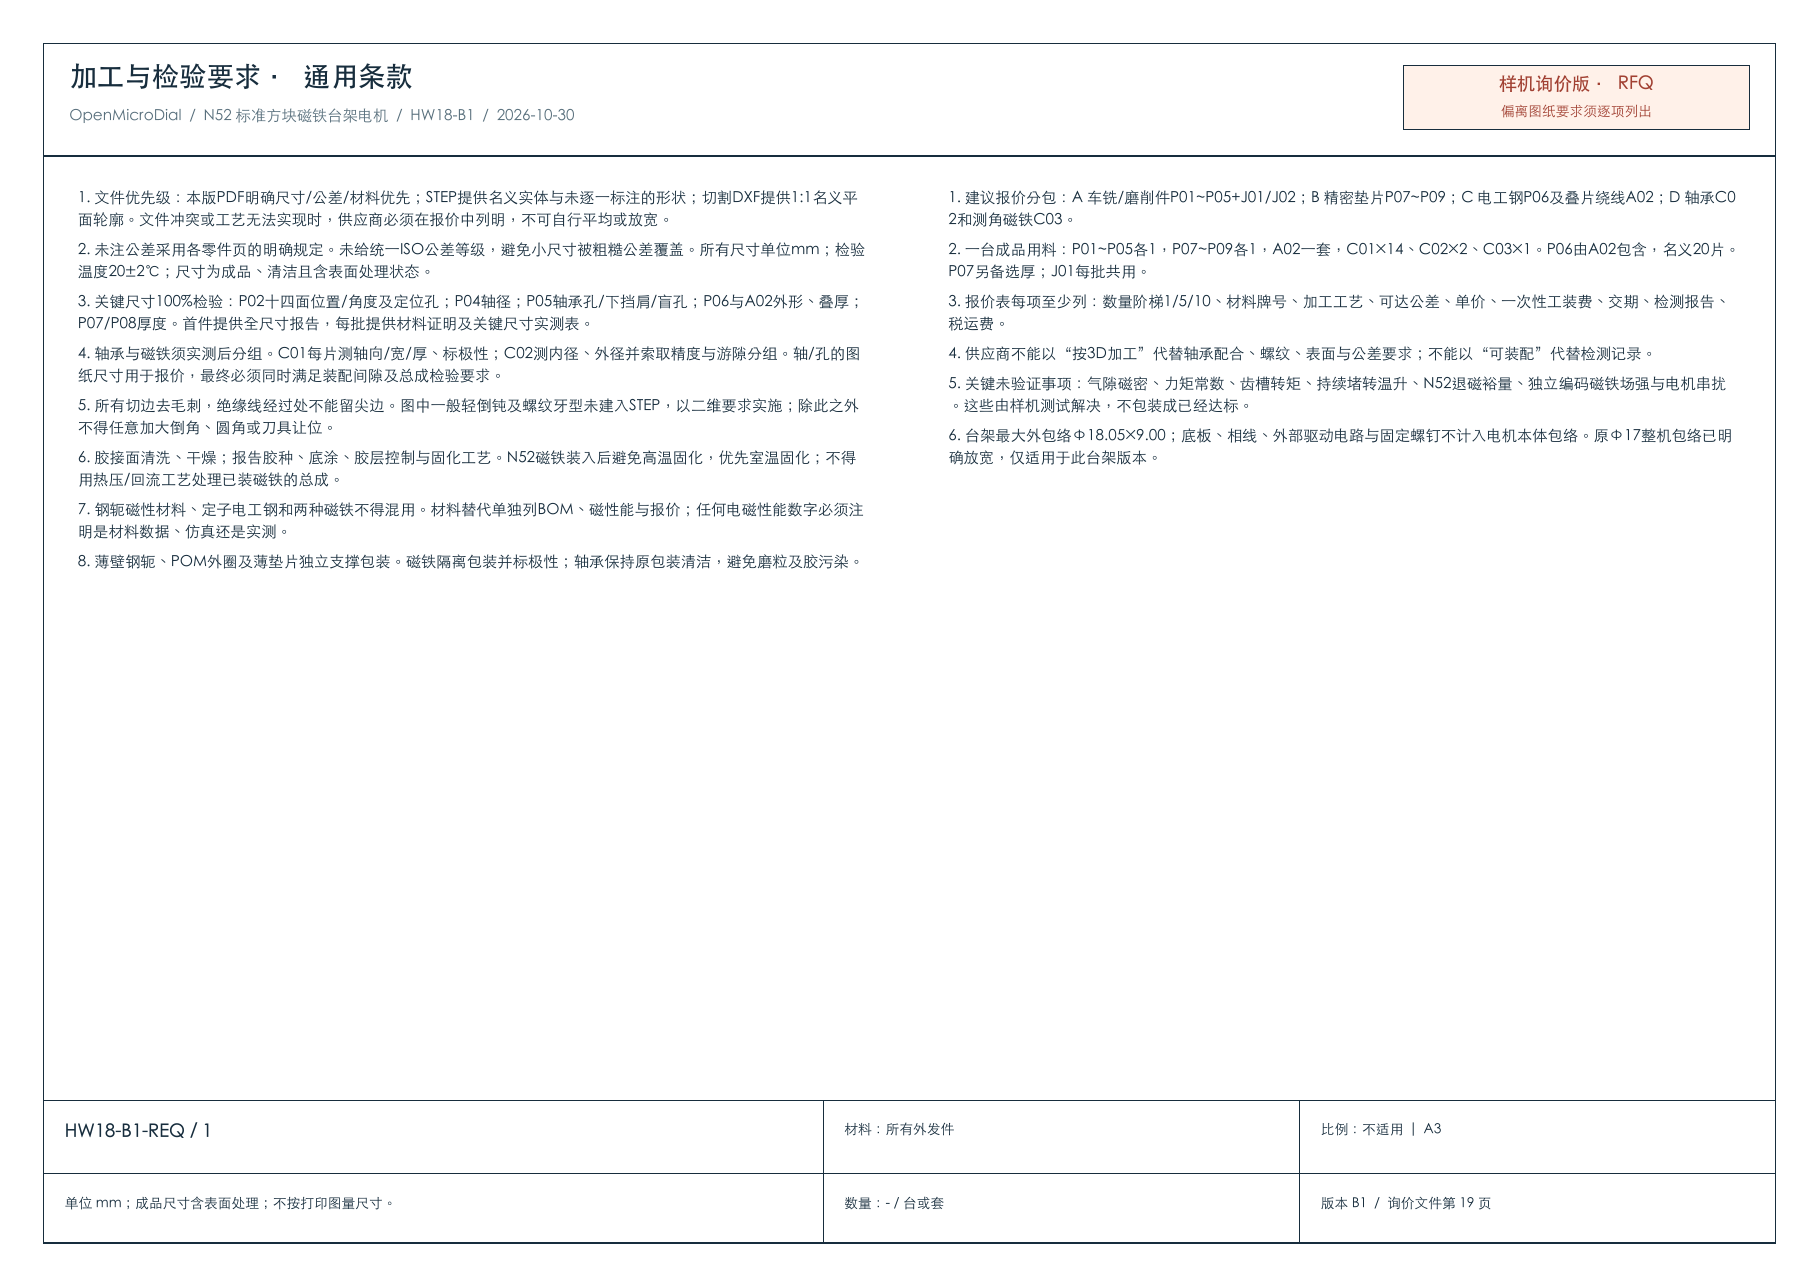 加工与检验要求 · 通用条款
OpenMicroDial / N52 标准方块磁铁台架电机 / HW18-B1 / 2026-10-30
样机询价版 · RFQ
偏离图纸要求须逐项列出
1. 文件优先级：本版PDF明确尺寸/公差/材料优先；STEP提供名义实体与未逐一标注的形状；切割DXF提供1:1名义平
面轮廓。文件冲突或工艺无法实现时，供应商必须在报价中列明，不可自行平均或放宽。
2. 未注公差采用各零件页的明确规定。未给统一ISO公差等级，避免小尺寸被粗糙公差覆盖。所有尺寸单位mm；检验
温度20±2℃；尺寸为成品、清洁且含表面处理状态。
3. 关键尺寸100%检验：P02十四面位置/角度及定位孔；P04轴径；P05轴承孔/下挡肩/盲孔；P06与A02外形、叠厚；
P07/P08厚度。首件提供全尺寸报告，每批提供材料证明及关键尺寸实测表。
4. 轴承与磁铁须实测后分组。C01每片测轴向/宽/厚、标极性；C02测内径、外径并索取精度与游隙分组。轴/孔的图
纸尺寸用于报价，最终必须同时满足装配间隙及总成检验要求。
5. 所有切边去毛刺，绝缘线经过处不能留尖边。图中一般轻倒钝及螺纹牙型未建入STEP，以二维要求实施；除此之外
不得任意加大倒角、圆角或刀具让位。
6. 胶接面清洗、干燥；报告胶种、底涂、胶层控制与固化工艺。N52磁铁装入后避免高温固化，优先室温固化；不得
用热压/回流工艺处理已装磁铁的总成。
7. 钢轭磁性材料、定子电工钢和两种磁铁不得混用。材料替代单独列BOM、磁性能与报价；任何电磁性能数字必须注
明是材料数据、仿真还是实测。
8. 薄壁钢轭、POM外圈及薄垫片独立支撑包装。磁铁隔离包装并标极性；轴承保持原包装清洁，避免磨粒及胶污染。
1. 建议报价分包：A 车铣/磨削件P01~P05+J01/J02；B 精密垫片P07~P09；C 电工钢P06及叠片绕线A02；D 轴承C0
2和测角磁铁C03。
2. 一台成品用料：P01~P05各1，P07~P09各1，A02一套，C01×14、C02×2、C03×1。P06由A02包含，名义20片。
P07另备选厚；J01每批共用。
3. 报价表每项至少列：数量阶梯1/5/10、材料牌号、加工工艺、可达公差、单价、一次性工装费、交期、检测报告、
税运费。
4. 供应商不能以“按3D加工”代替轴承配合、螺纹、表面与公差要求；不能以“可装配”代替检测记录。
5. 关键未验证事项：气隙磁密、力矩常数、齿槽转矩、持续堵转温升、N52退磁裕量、独立编码磁铁场强与电机串扰
。这些由样机测试解决，不包装成已经达标。
6. 台架最大外包络Φ18.05×9.00；底板、相线、外部驱动电路与固定螺钉不计入电机本体包络。原Φ17整机包络已明
确放宽，仅适用于此台架版本。
HW18-B1-REQ / 1
材料：所有外发件
比例：不适用 | A3
单位 mm；成品尺寸含表面处理；不按打印图量尺寸。
数量：- / 台或套
版本 B1 / 询价文件第 19 页